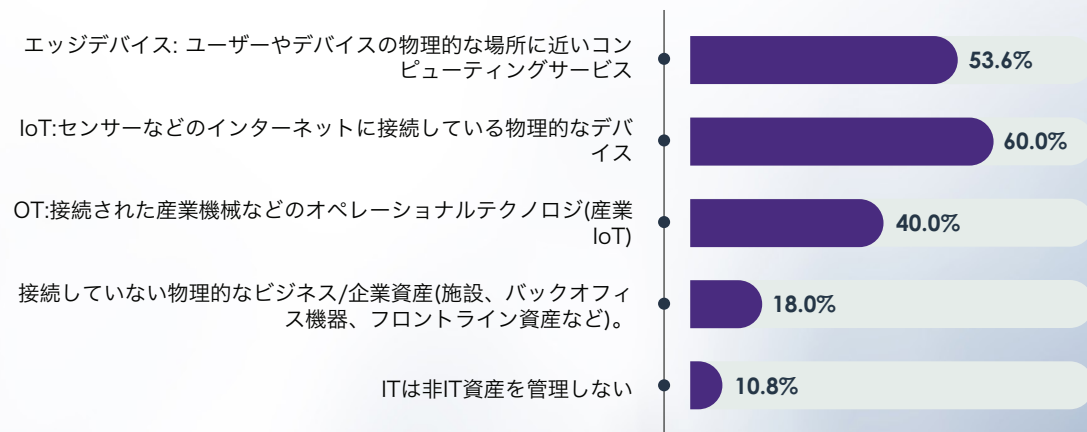 エッジデバイス: ユーザーやデバイスの物理的な場所に近いコン
ピューティングサービス
53.6%
IoT:センサーなどのインターネットに接続している物理的なデバ
イス
60.0%
OT:接続された産業機械などのオペレーショナルテクノロジ(産業
IoT)
40.0%
接続していない物理的なビジネス/企業資産(施設、バックオフィ
ス機器、フロントライン資産など)。
18.0%
ITは非IT資産を管理しない
10.8%